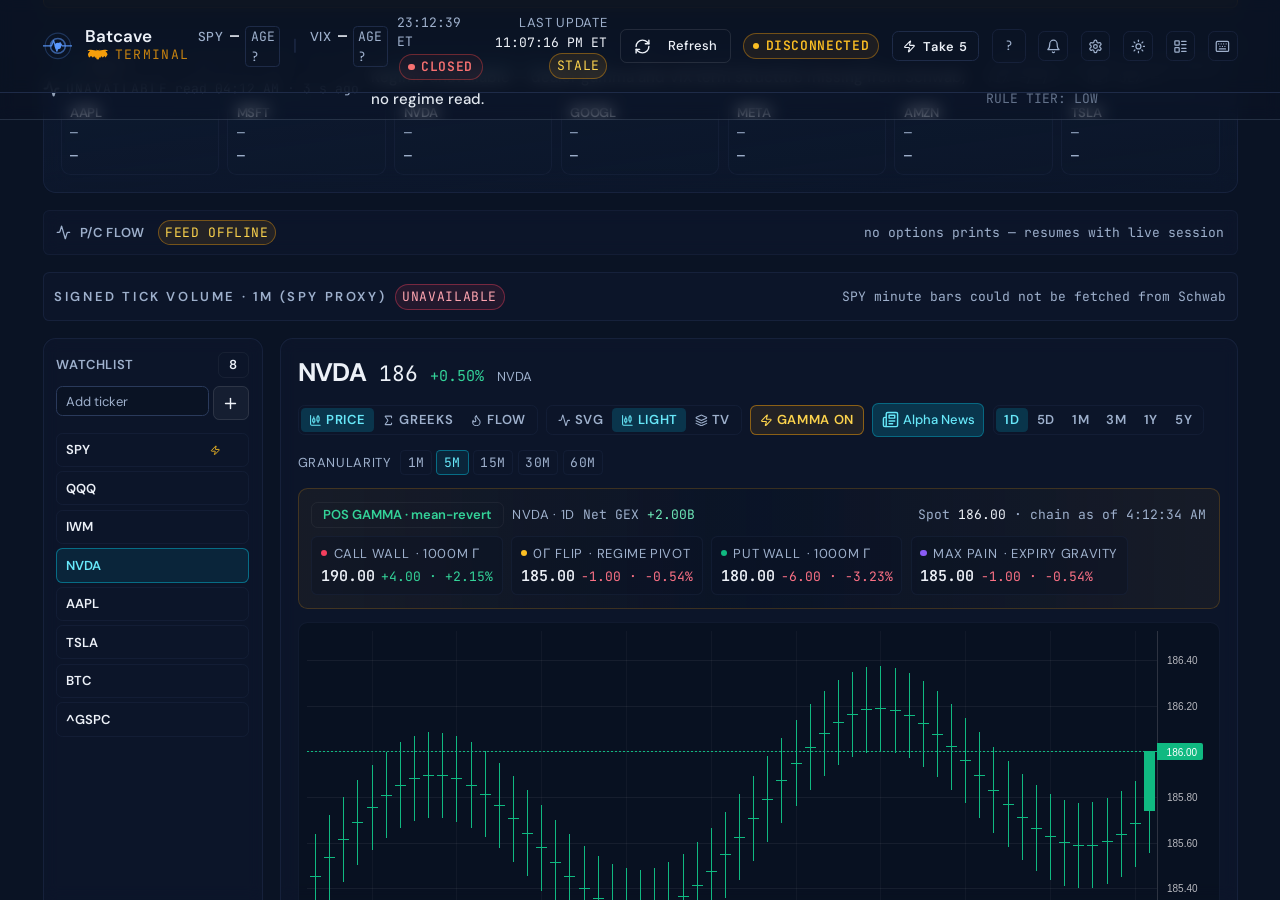 Batcave
TERMINAL
SPY — AGE ?
VIX — AGE ?
23:12:39 ET
CLOSED
LAST UPDATE
11:07:16 PM ET
STALE
Refresh
DISCONNECTED
Take 5
?
no regime read.
RULE TIER: LOW
AAPL MSFT NVDA GOOGL META AMZN TSLA
— — — — — — —
— — — — — — —
P/C FLOW FEED OFFLINE no options prints — resumes with live session
SIGNED TICK VOLUME · 1M (SPY PROXY) UNAVAILABLE SPY minute bars could not be fetched from Schwab
WATCHLIST 8
Add ticker +
SPY
QQQ
IWM
NVDA
AAPL
TSLA
BTC
^GSPC
NVDA 186 +0.50% NVDA
PRICE GREEKS FLOW SVG LIGHT TV GAMMA ON Alpha News 1D 5D 1M 3M 1Y 5Y
GRANULARITY 1M 5M 15M 30M 60M
POS GAMMA · mean-revert NVDA · 1D Net GEX +2.00B Spot 186.00 · chain as of 4:12:34 AM
CALL WALL · 1000M Γ
190.00 +4.00 · +2.15%
0Γ FLIP · REGIME PIVOT
185.00 -1.00 · -0.54%
PUT WALL · 1000M Γ
180.00 -6.00 · -3.23%
MAX PAIN · EXPIRY GRAVITY
185.00 -1.00 · -0.54%
186.40
186.20
186.00
185.80
185.60
185.40